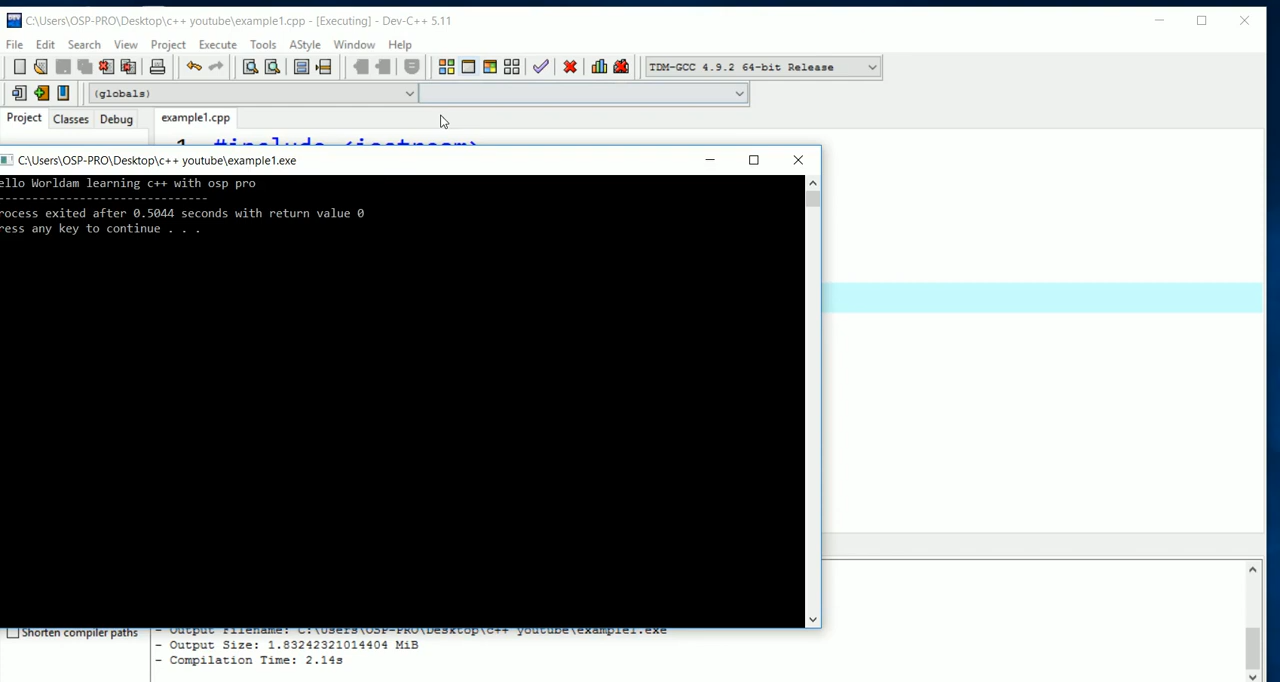 C:\Users\OSP-PRO\Desktop\c++ youtube\example1.cpp - [Executing] - Dev-C++ 5.11
File Edit Search View Project Execute Tools AStyle Window Help
TDM-GCC 4.9.2 64-bit Release
(globals)
Project Classes Debug example1.cpp
1 #include <iostream>
C:\Users\OSP-PRO\Desktop\c++ youtube\example1.exe
ello Worldam learning c++ with osp pro
--------------------------------
rocess exited after 0.5044 seconds with return value 0
ress any key to continue . . .
Shorten compiler paths - Output Filename: C:\Users\OSP-PRO\Desktop\c++ youtube\example1.exe
- Output Size: 1.83242321014404 MiB
- Compilation Time: 2.14s